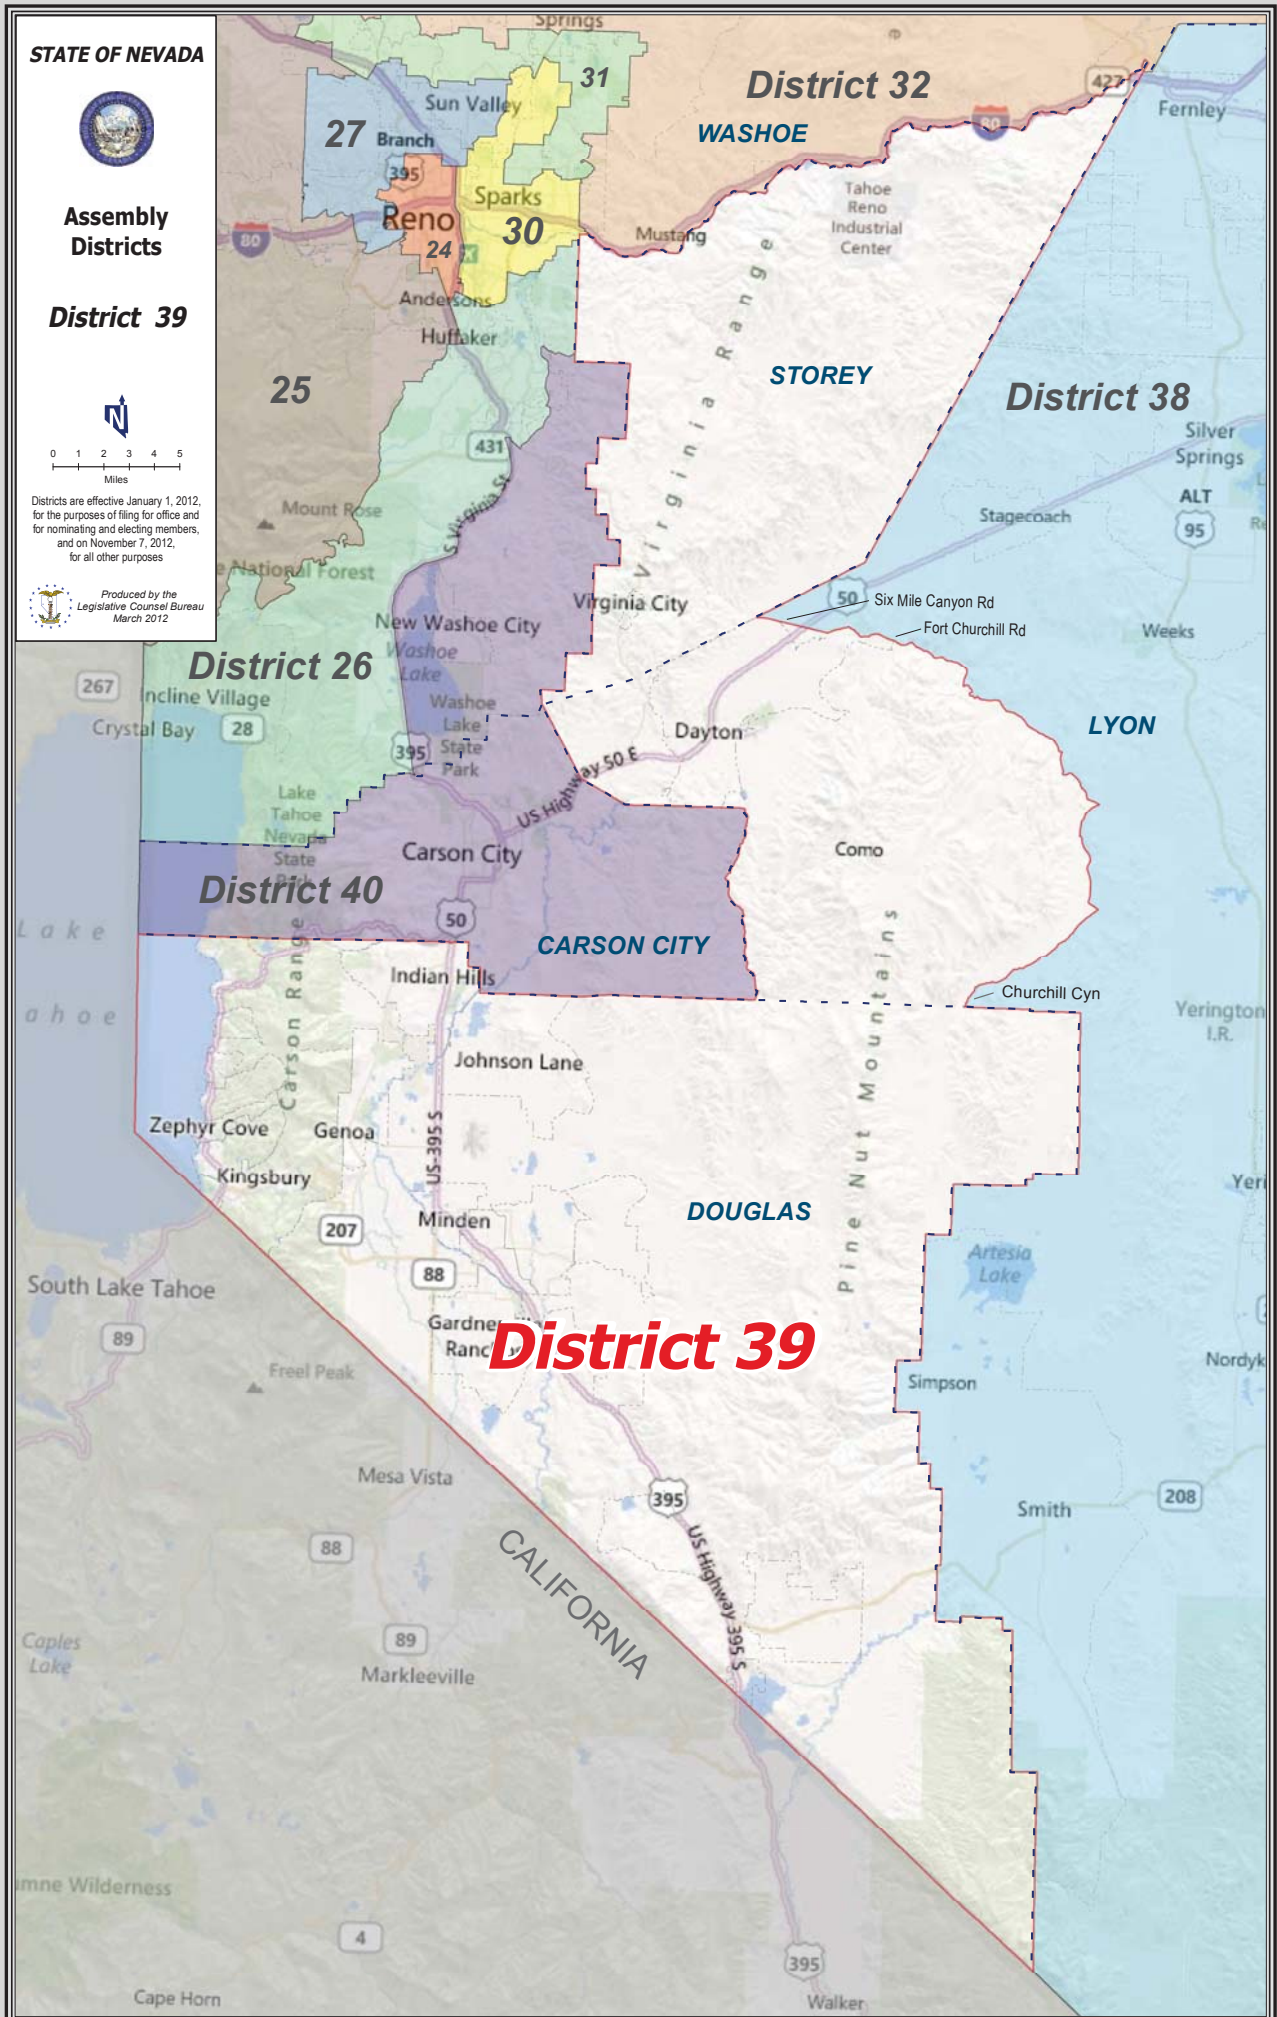 STATE OF NEVADA
Assembly
Districts
District 39
N
0 1 2 3 4 5
Miles
Districts are effective January 1, 2012,
for the purposes of filing for office and
for nominating and electing members,
and on November 7, 2012,
for all other purposes
Produced by the
Legislative Counsel Bureau
March 2012
Springs
31
District 32
427
Sun Valley
80
Fernley
27
Branch
WASHOE
395
Sparks
Tahoe
Reno
Industrial
Center
Reno
30
80
24
Mustang
Andersons
Huffaker
Virginia Range
STOREY
25
District 38
431
Silver
Springs
ALT
95
Mount Rose
S Virginia St
Stagecoach
e National Forest
Virginia City
50
Six Mile Canyon Rd
New Washoe City
Fort Churchill Rd
Weeks
Washoe
Lake
District 26
267
Incline Village
Washoe
Lake
State
Park
LYON
Crystal Bay
28
Dayton
395
US Highway 50 E
Lake
Tahoe
Nevada
State
Park
Carson City
Como
District 40
50
Lake
CARSON CITY
Indian Hills
Churchill Cyn
ahoe
Carson Range
Yerington
I.R.
Johnson Lane
Pine Nut Mountains
Zephyr Cove
Genoa
US-395 S
Kingsbury
Yeri
207
Minden
DOUGLAS
88
Artesia
Lake
South Lake Tahoe
89
District 39
Freel Peak
Nordyk
Simpson
Mesa Vista
395
208
Smith
88
CALIFORNIA
US Highway 395 S
Caples
Lake
89
Markleeville
umne Wilderness
4
395
Cape Horn
Walker